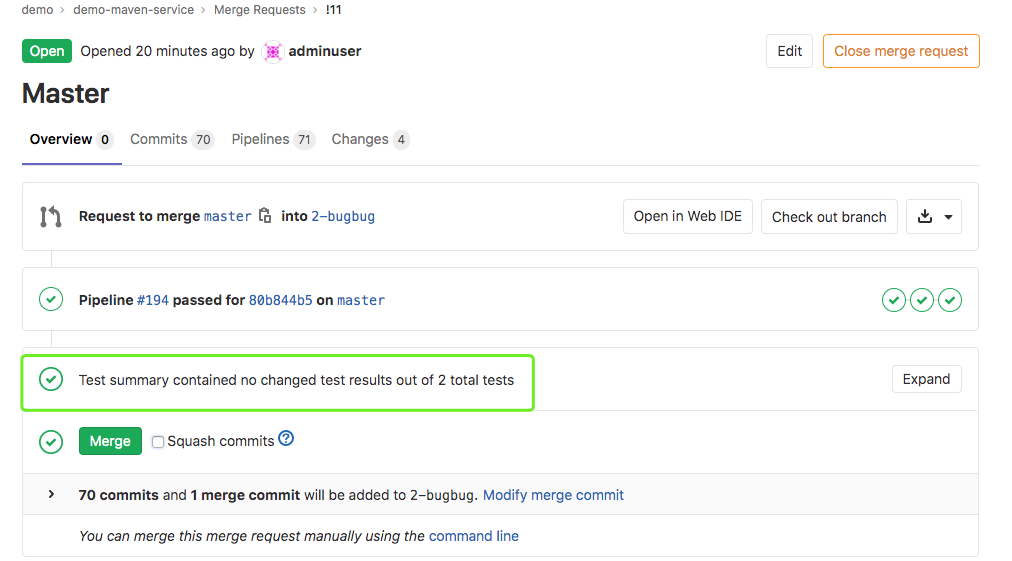 demo > demo-maven-service > Merge Requests > !11
Open Opened 20 minutes ago by adminuser Edit Close merge request
Master
Overview 0 Commits 70 Pipelines 71 Changes 4
Request to merge master into 2-bugbug Open in Web IDE Check out branch
Pipeline #194 passed for 80b844b5 on master
Test summary contained no changed test results out of 2 total tests Expand
Merge Squash commits ?
70 commits and 1 merge commit will be added to 2-bugbug. Modify merge commit
You can merge this merge request manually using the command line